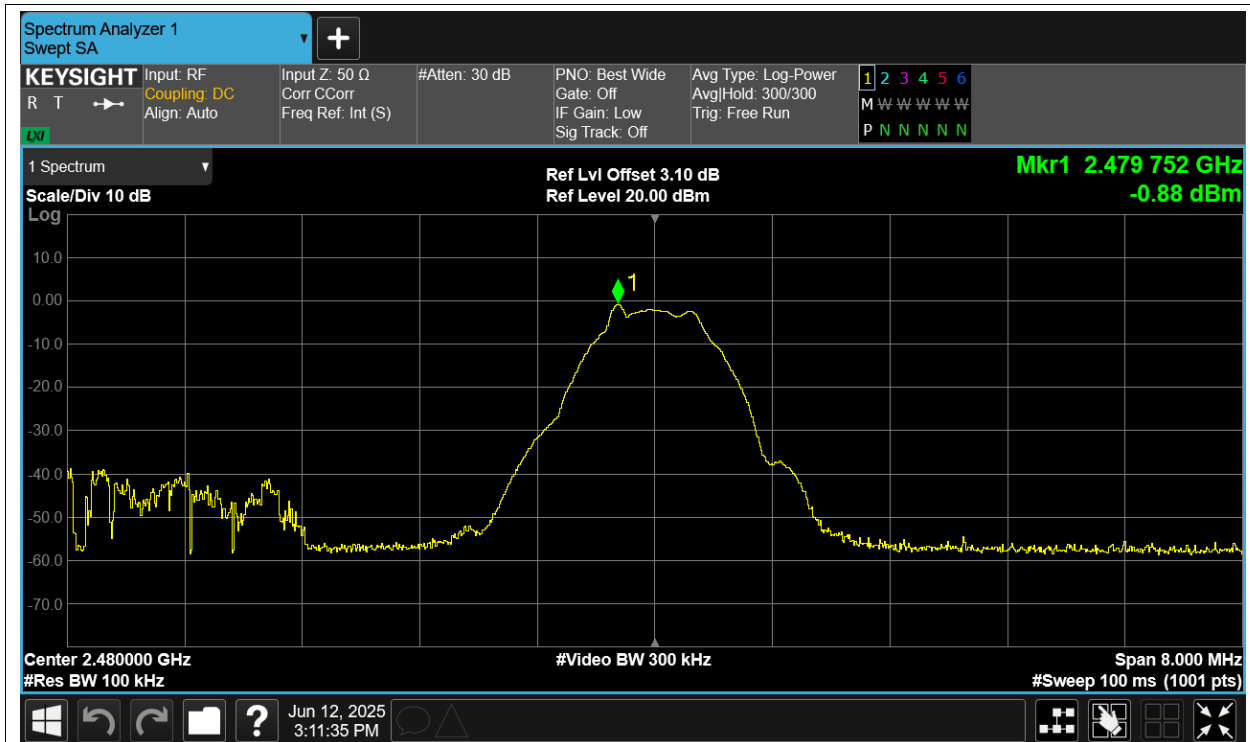 Spectrum Analyzer 1
Swept SA
+
KEYSIGHT
R T
LXI
Input: RF
Coupling: DC
Align: Auto
Input Z: 50 Ω
Corr CCorr
Freq Ref: Int (S)
#Atten: 30 dB
PNO: Best Wide
Gate: Off
IF Gain: Low
Sig Track: Off
Avg Type: Log-Power
Avg|Hold: 300/300
Trig: Free Run
1 2 3 4 5 6
M W W W W W
P N N N N N
1 Spectrum
Scale/Div 10 dB
Ref Lvl Offset 3.10 dB
Ref Level 20.00 dBm
Mkr1 2.479 752 GHz
-0.88 dBm
Log
10.0
0.00
-10.0
-20.0
-30.0
-40.0
-50.0
-60.0
-70.0
1
Center 2.480000 GHz
#Res BW 100 kHz
#Video BW 300 kHz
Span 8.000 MHz
#Sweep 100 ms (1001 pts)
?
Jun 12, 2025
3:11:35 PM